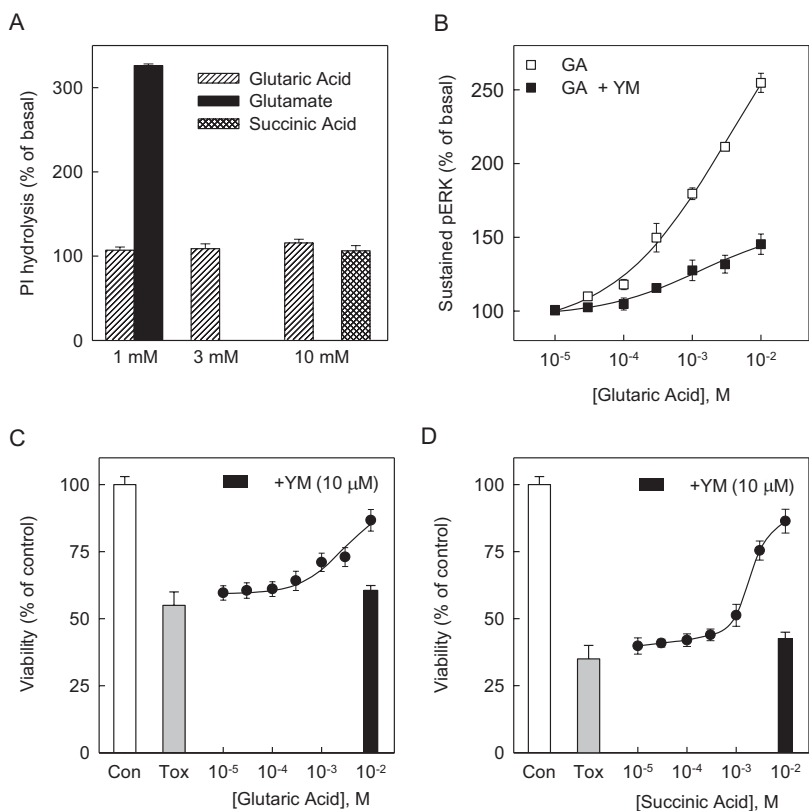 A
PI hydrolysis (% of basal)
300
200
100
0
Glutaric Acid
Glutamate
Succinic Acid
1 mM 3 mM 10 mM
B
Sustained pERK (% of basal)
250
200
150
100
GA
GA + YM
10⁻⁵ 10⁻⁴ 10⁻³ 10⁻²
[Glutaric Acid], M
C
Viability (% of control)
100
75
50
25
0
+YM (10 μM)
Con Tox 10⁻⁵ 10⁻⁴ 10⁻³ 10⁻²
[Glutaric Acid], M
D
Viability (% of control)
100
75
50
25
0
+YM (10 μM)
Con Tox 10⁻⁵ 10⁻⁴ 10⁻³ 10⁻²
[Succinic Acid], M